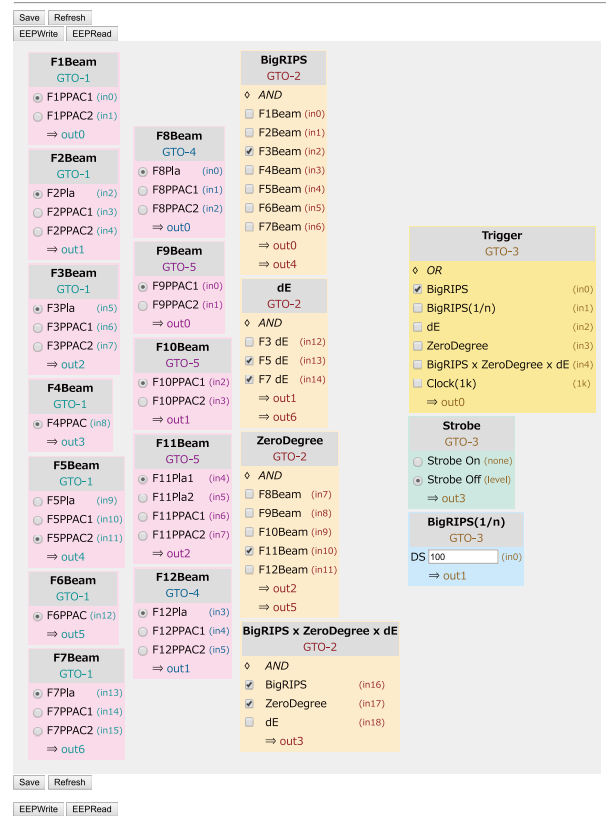 Save Refresh
EEPWrite EEPRead
F1Beam
GTO-1
F1PPAC1 (in0)
F1PPAC2 (in1)
⇒ out0
F2Beam
GTO-1
F2Pla (in2)
F2PPAC1 (in3)
F2PPAC2 (in4)
⇒ out1
F3Beam
GTO-1
F3Pla (in5)
F3PPAC1 (in6)
F3PPAC2 (in7)
⇒ out2
F4Beam
GTO-1
F4PPAC (in8)
⇒ out3
F5Beam
GTO-1
F5Pla (in9)
F5PPAC1 (in10)
F5PPAC2 (in11)
⇒ out4
F6Beam
GTO-1
F6PPAC (in12)
⇒ out5
F7Beam
GTO-1
F7Pla (in13)
F7PPAC1 (in14)
F7PPAC2 (in15)
⇒ out6
F8Beam
GTO-4
F8Pla (in0)
F8PPAC1 (in1)
F8PPAC2 (in2)
⇒ out0
F9Beam
GTO-5
F9PPAC1 (in0)
F9PPAC2 (in1)
⇒ out0
F10Beam
GTO-5
F10PPAC1 (in2)
F10PPAC2 (in3)
⇒ out1
F11Beam
GTO-5
F11Pla1 (in4)
F11Pla2 (in5)
F11PPAC1 (in6)
F11PPAC2 (in7)
⇒ out2
F12Beam
GTO-4
F12Pla (in3)
F12PPAC1 (in4)
F12PPAC2 (in5)
⇒ out1
BigRIPS
GTO-2
◊ AND
F1Beam (in0)
F2Beam (in1)
F3Beam (in2)
F4Beam (in3)
F5Beam (in4)
F6Beam (in5)
F7Beam (in6)
⇒ out0
⇒ out4
dE
GTO-2
◊ AND
F3 dE (in12)
F5 dE (in13)
F7 dE (in14)
⇒ out1
⇒ out6
ZeroDegree
GTO-2
◊ AND
F8Beam (in7)
F9Beam (in8)
F10Beam (in9)
F11Beam (in10)
F12Beam (in11)
⇒ out2
⇒ out5
BigRIPS x ZeroDegree x dE
GTO-2
◊ AND
BigRIPS (in16)
ZeroDegree (in17)
dE (in18)
⇒ out3
Trigger
GTO-3
◊ OR
BigRIPS (in0)
BigRIPS(1/n) (in1)
dE (in2)
ZeroDegree (in3)
BigRIPS x ZeroDegree x dE (in4)
Clock(1k) (1k)
⇒ out0
Strobe
GTO-3
Strobe On (none)
Strobe Off (level)
⇒ out3
BigRIPS(1/n)
GTO-3
DS 100 (in0)
⇒ out1
Save Refresh
EEPWrite EEPRead